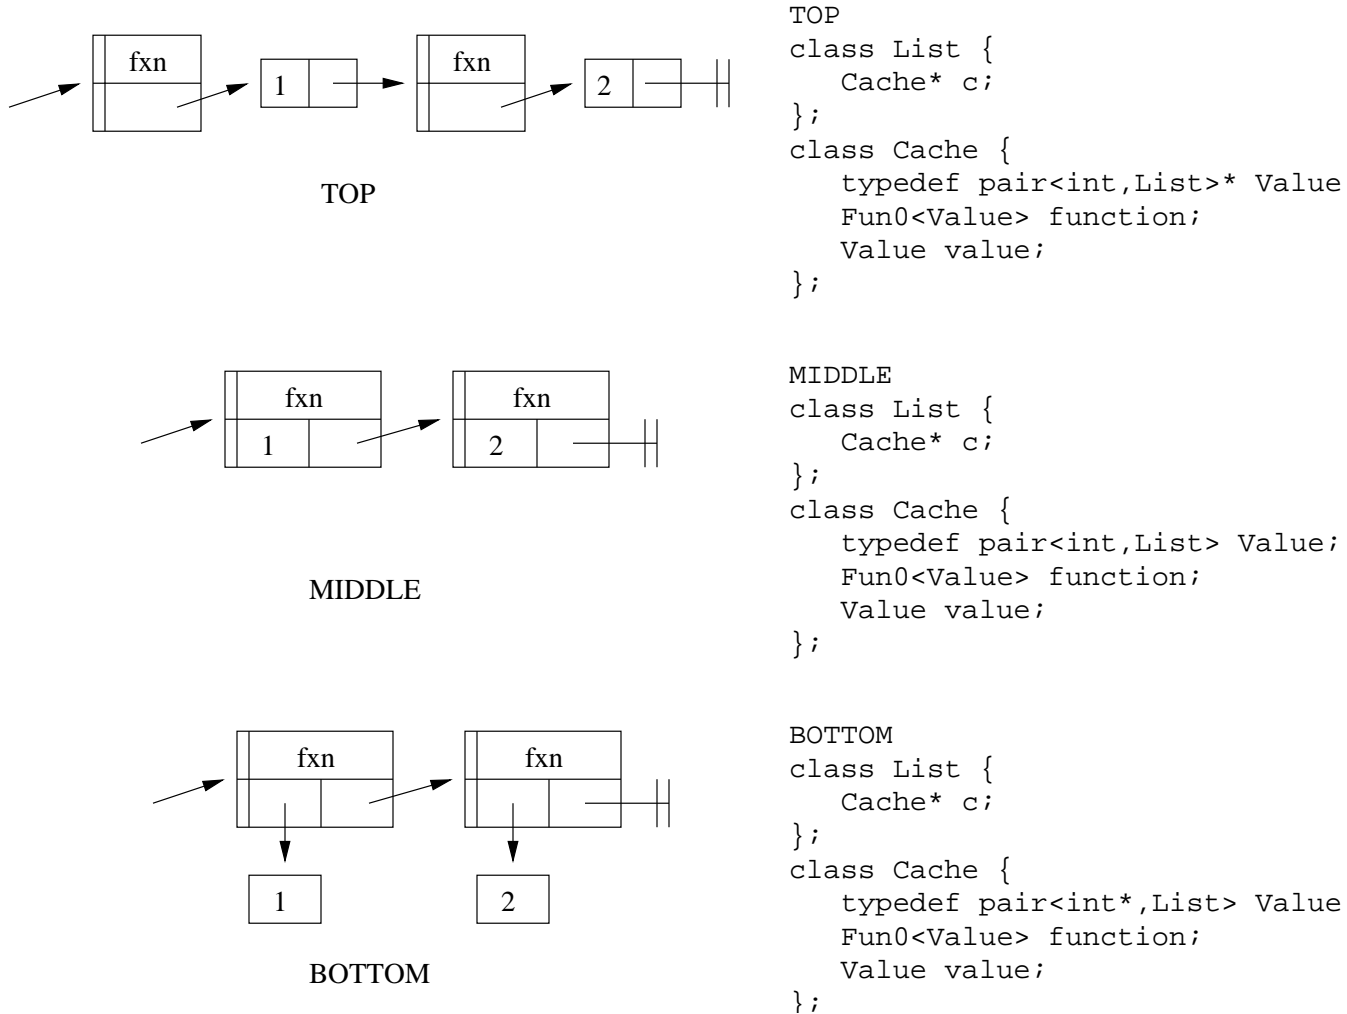 fxn
1
fxn
2
TOP
TOP
class List {
   Cache* c;
};
class Cache {
   typedef pair<int,List>* Value
   Fun0<Value> function;
   Value value;
};
fxn
1
fxn
2
MIDDLE
MIDDLE
class List {
   Cache* c;
};
class Cache {
   typedef pair<int,List> Value;
   Fun0<Value> function;
   Value value;
};
fxn
fxn
1
2
BOTTOM
BOTTOM
class List {
   Cache* c;
};
class Cache {
   typedef pair<int*,List> Value
   Fun0<Value> function;
   Value value;
};